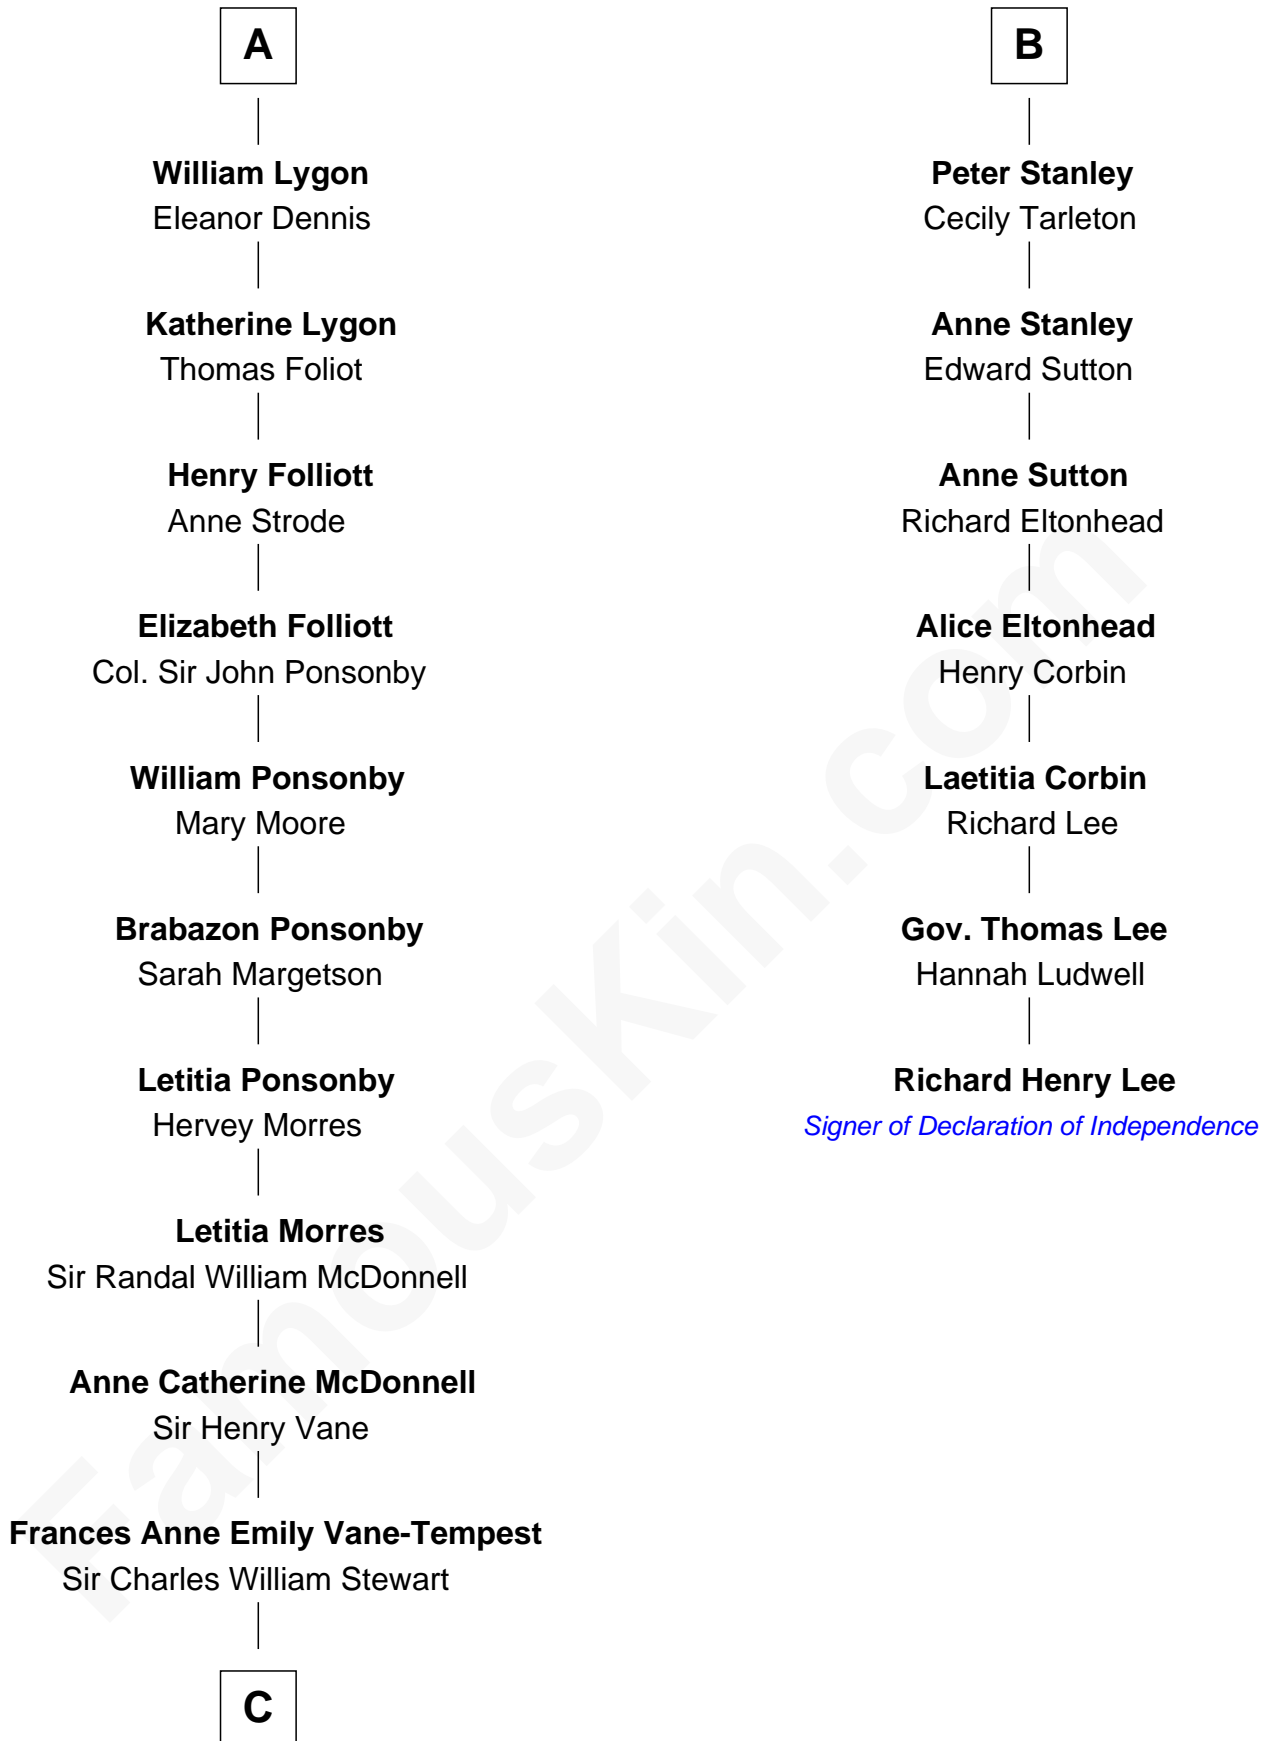 A
William Lygon
Eleanor Dennis
Katherine Lygon
Thomas Foliot
Henry Folliott
Anne Strode
Elizabeth Folliott
Col. Sir John Ponsonby
William Ponsonby
Mary Moore
Brabazon Ponsonby
Sarah Margetson
Letitia Ponsonby
Hervey Morres
Letitia Morres
Sir Randal William McDonnell
Anne Catherine McDonnell
Sir Henry Vane
Frances Anne Emily Vane-Tempest
Sir Charles William Stewart
C
B
Peter Stanley
Cecily Tarleton
Anne Stanley
Edward Sutton
Anne Sutton
Richard Eltonhead
Alice Eltonhead
Henry Corbin
Laetitia Corbin
Richard Lee
Gov. Thomas Lee
Hannah Ludwell
Richard Henry Lee
Signer of Declaration of Independence
FamousKin.com